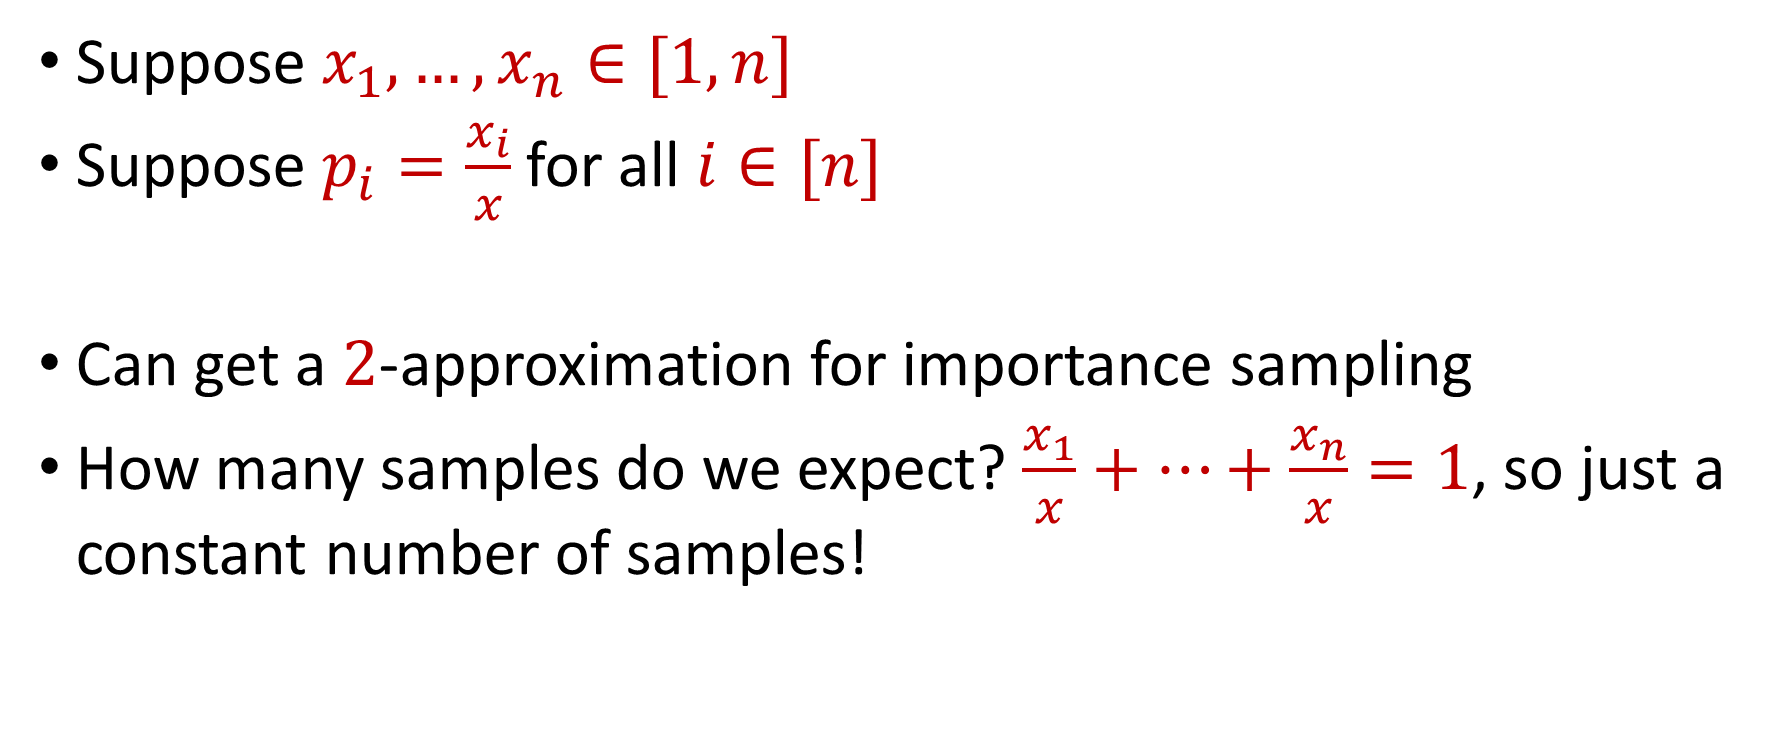 • Suppose x₁, … , xₙ ∈ [1, n]
• Suppose pᵢ = xᵢ/x for all i ∈ [n]
• Can get a 2-approximation for importance sampling
• How many samples do we expect? x₁/x + ⋯ + xₙ/x = 1, so just a
constant number of samples!